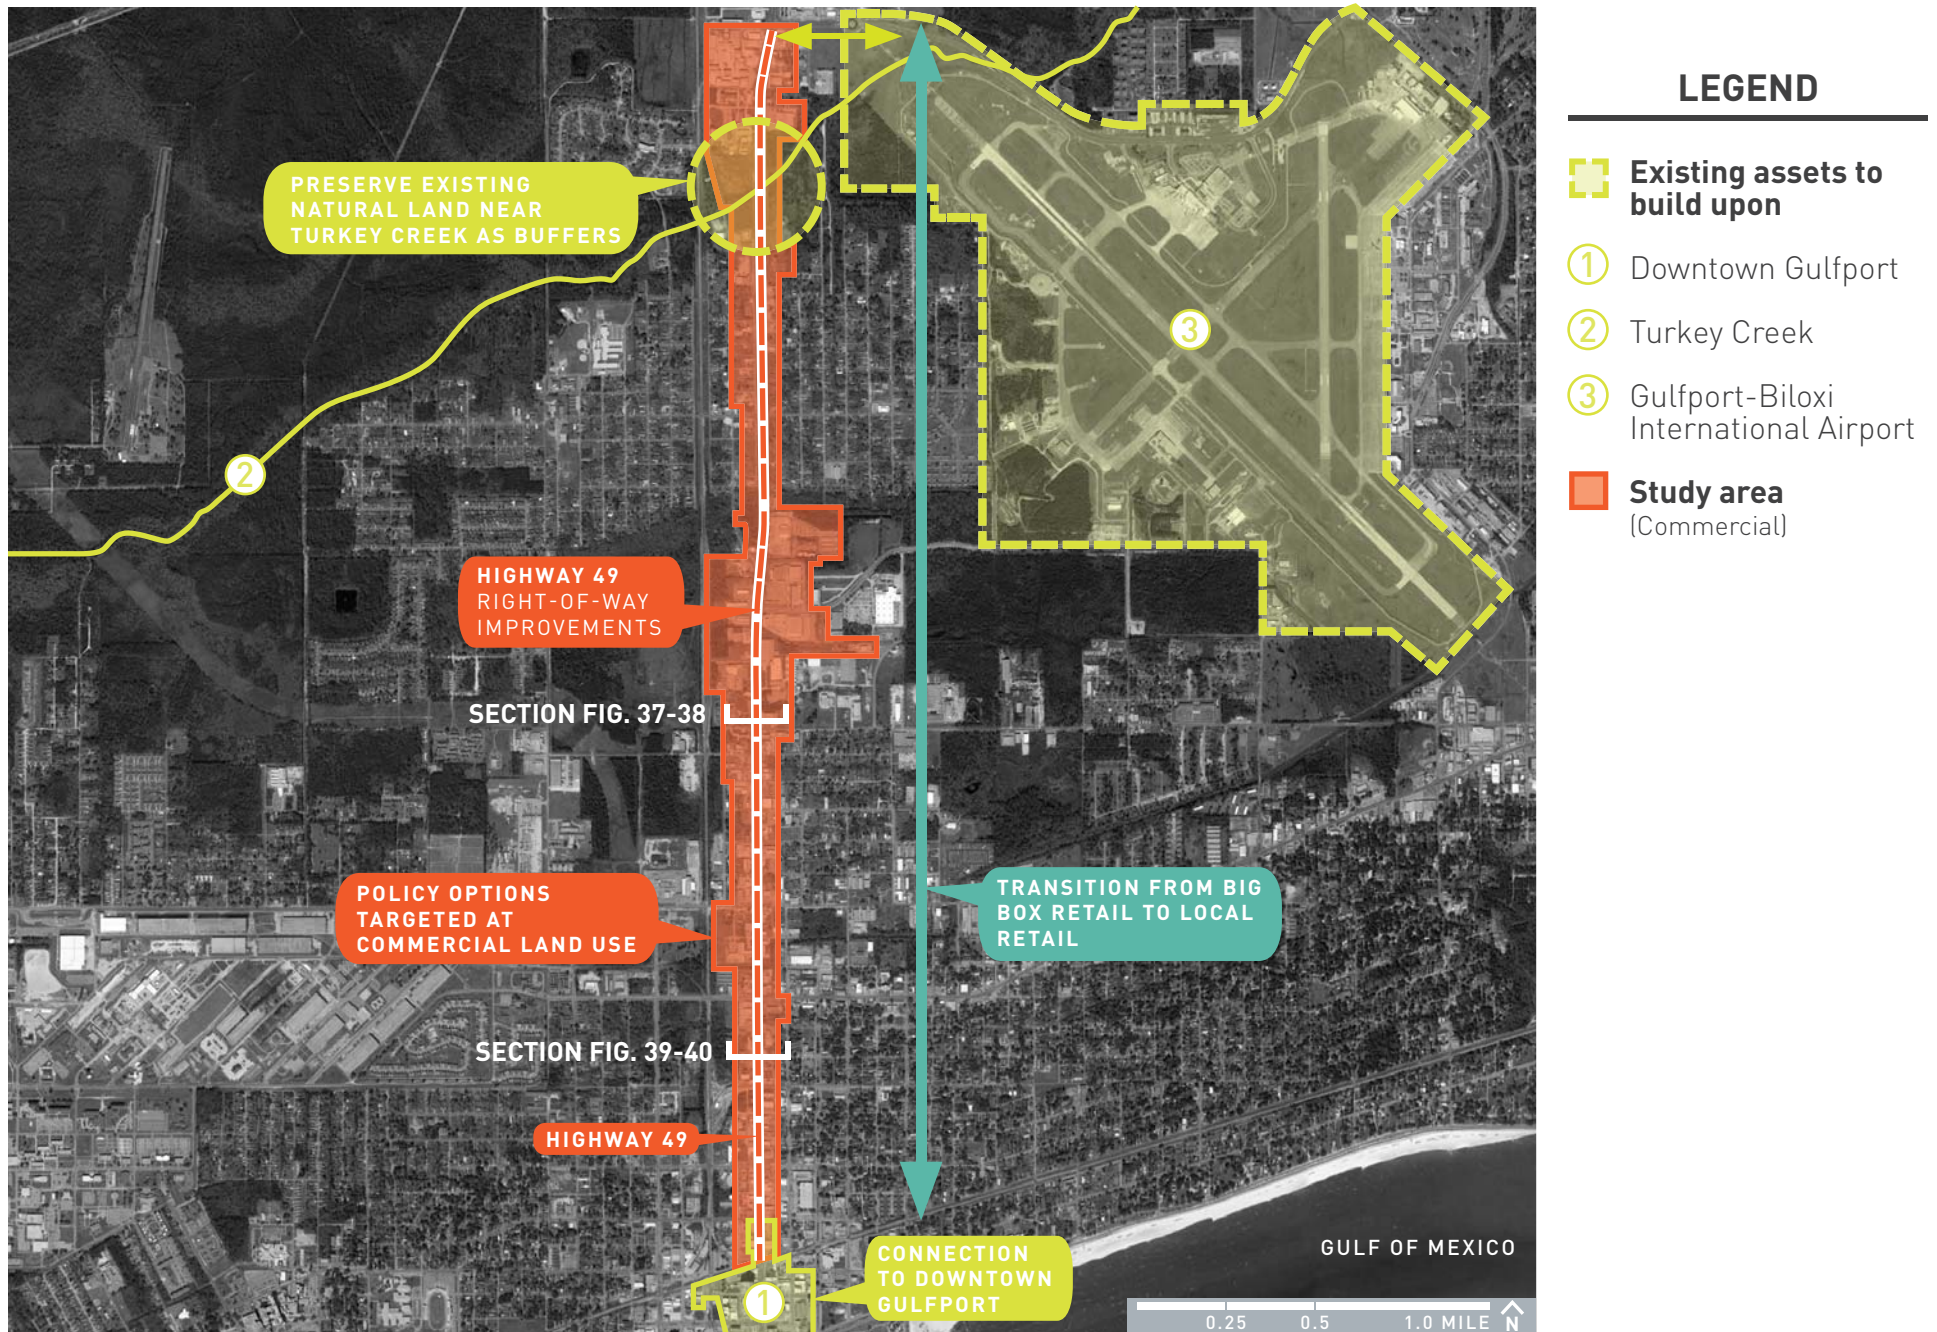 PRESERVE EXISTING
NATURAL LAND NEAR
TURKEY CREEK AS BUFFERS
3
2
HIGHWAY 49
RIGHT-OF-WAY
IMPROVEMENTS
SECTION FIG. 37-38
POLICY OPTIONS
TARGETED AT
COMMERCIAL LAND USE
TRANSITION FROM BIG
BOX RETAIL TO LOCAL
RETAIL
SECTION FIG. 39-40
HIGHWAY 49
CONNECTION
TO DOWNTOWN
GULFPORT
1
GULF OF MEXICO
0.25 0.5 1.0 MILE N
LEGEND
Existing assets to
build upon
1 Downtown Gulfport
2 Turkey Creek
3 Gulfport-Biloxi
International Airport
Study area
(Commercial)